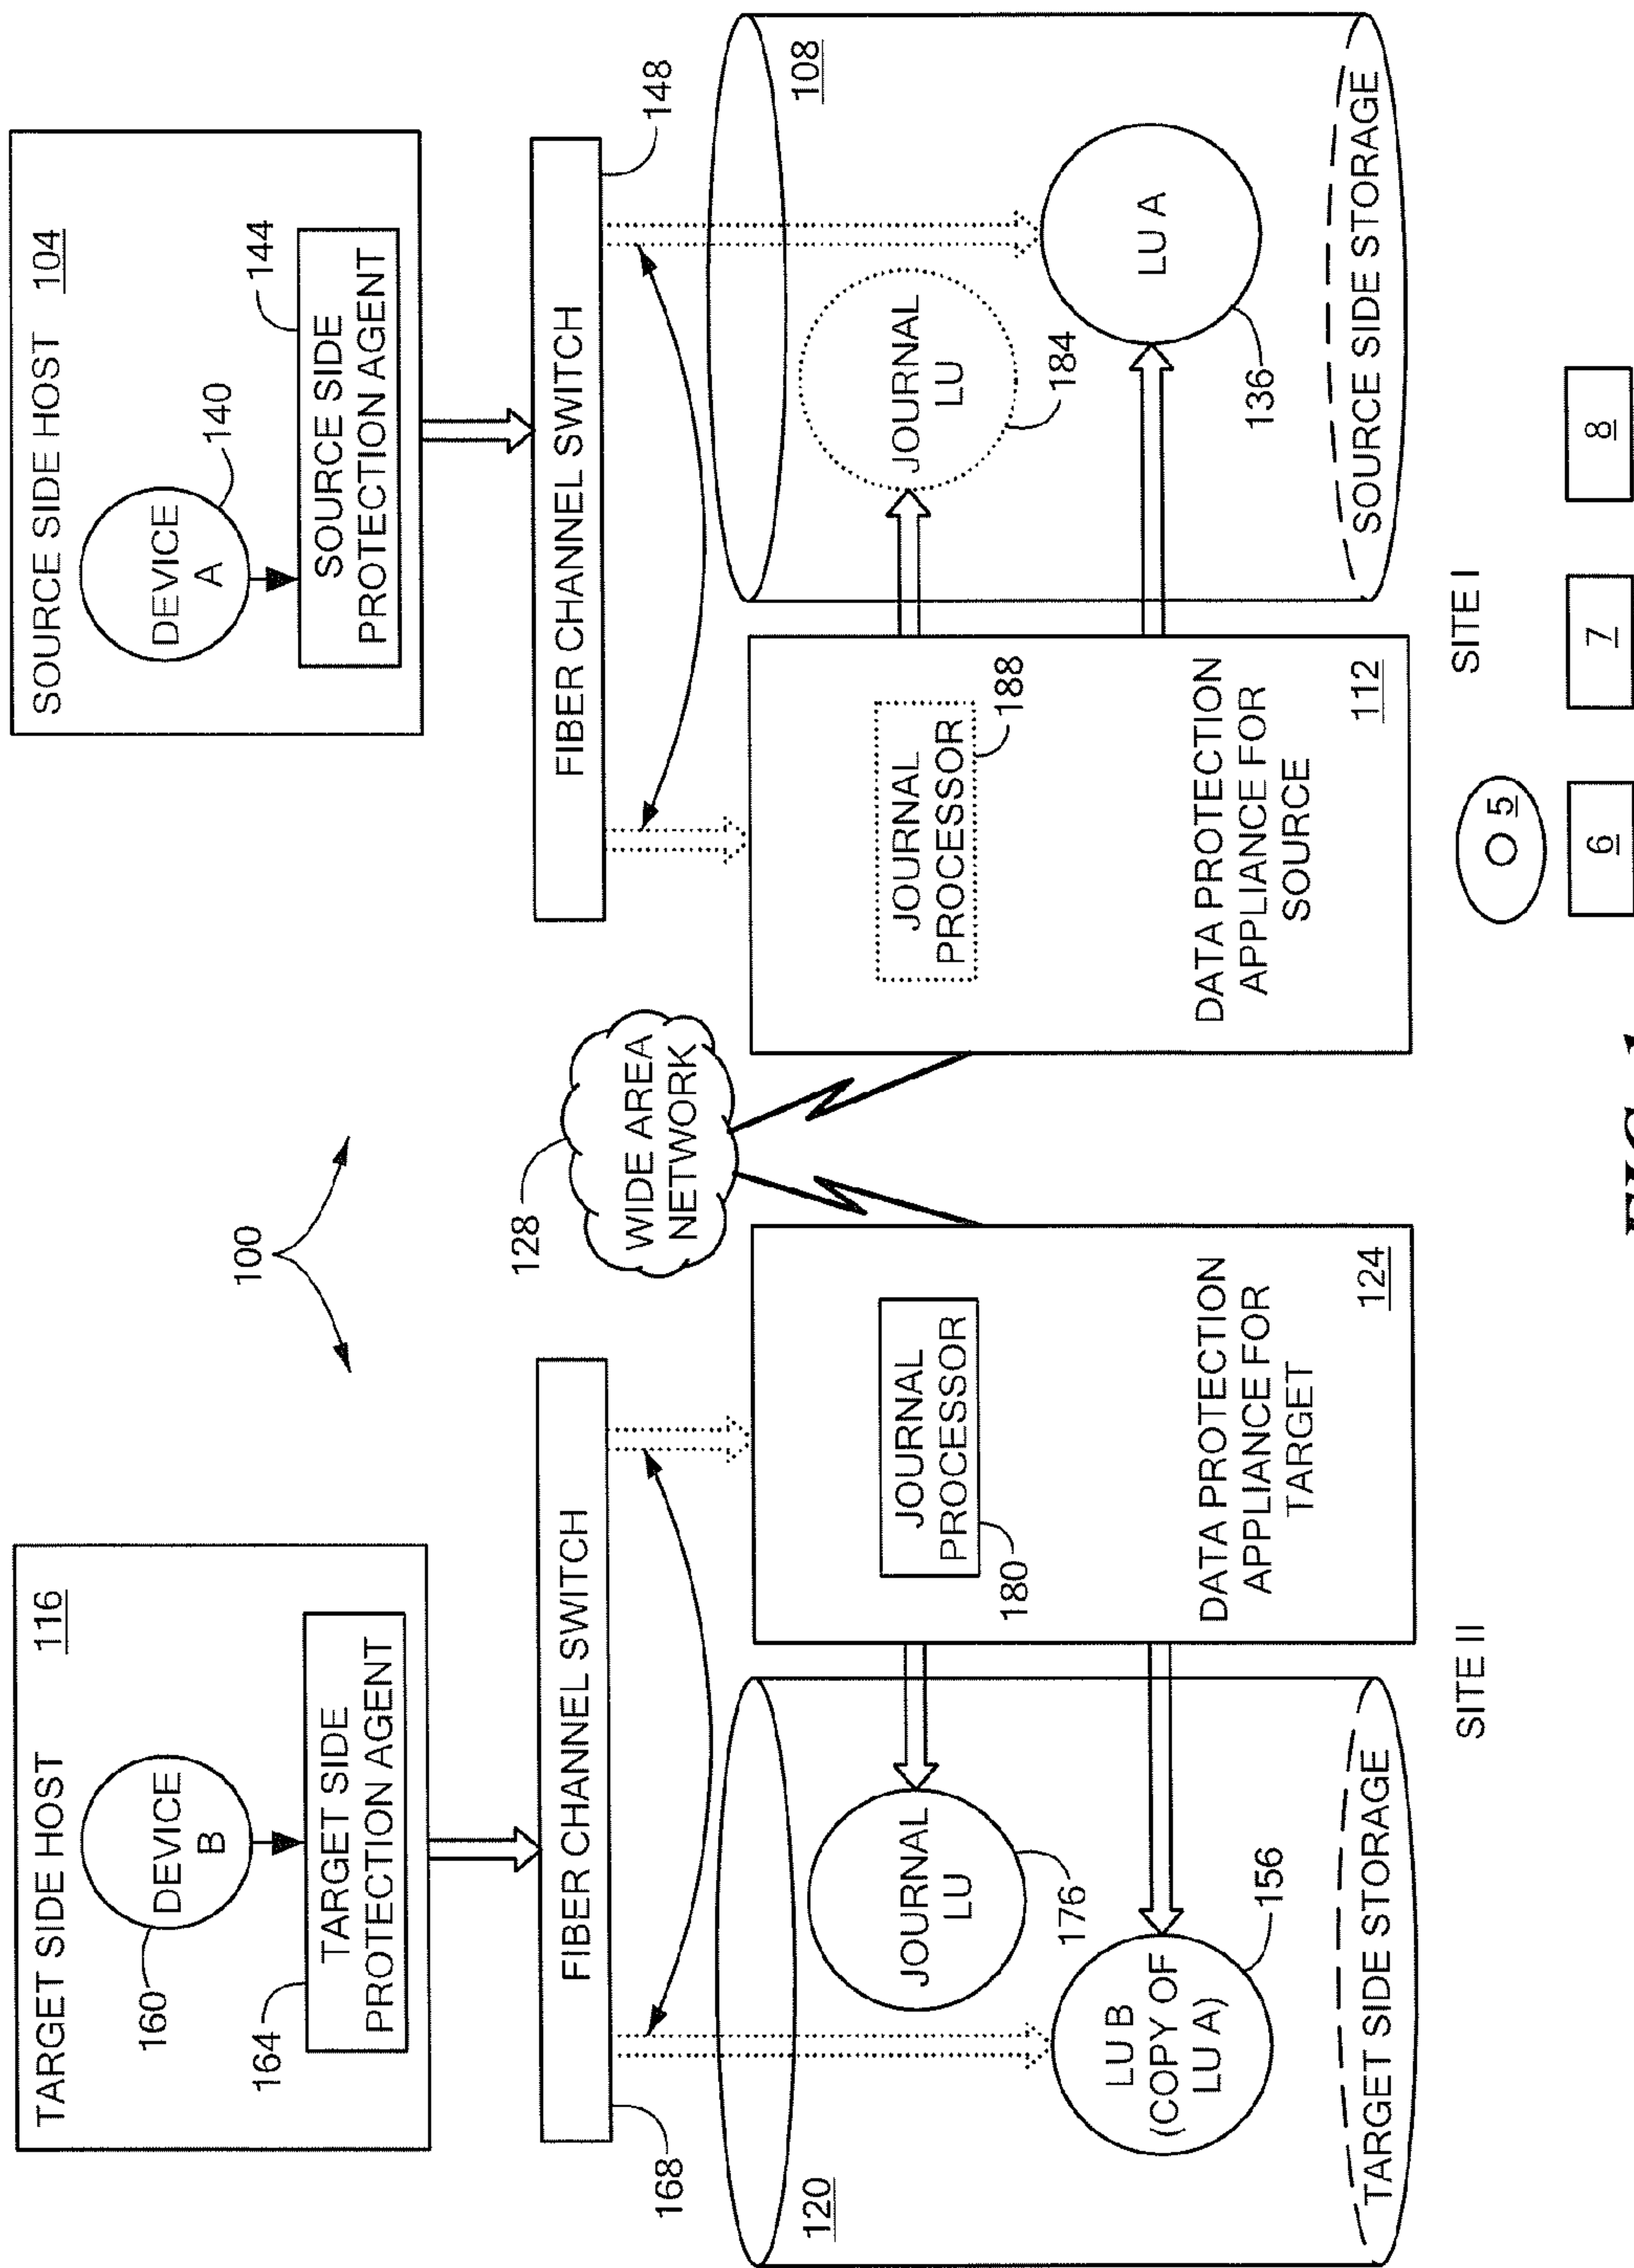 100
TARGET SIDE HOST 116
DEVICE
B
160
TARGET SIDE
PROTECTION AGENT
164
FIBER CHANNEL SWITCH
168
120
JOURNAL
LU
176
LU B
(COPY OF
LU A)
156
TARGET SIDE STORAGE
JOURNAL
PROCESSOR
180
DATA PROTECTION
APPLIANCE FOR
TARGET
124
SITE II
128
WIDE AREA
NETWORK
SOURCE SIDE HOST 104
DEVICE
A
140
144
SOURCE SIDE
PROTECTION AGENT
FIBER CHANNEL SWITCH
148
JOURNAL
PROCESSOR
188
DATA PROTECTION
APPLIANCE FOR
SOURCE
112
108
JOURNAL
LU
184
LU A
136
SOURCE SIDE STORAGE
SITE I
5
6
7
8